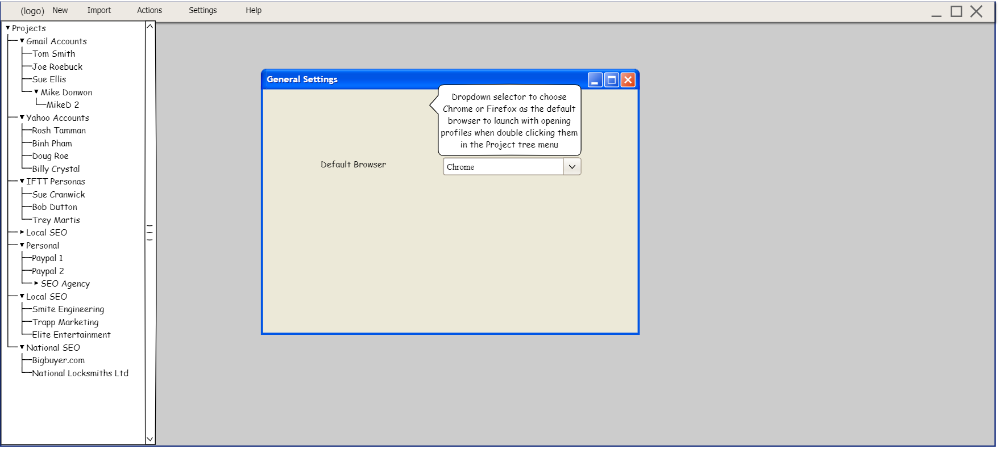 (logo) New Import Actions Settings Help
Projects
Gmail Accounts
Tom Smith
Joe Roebuck
Sue Ellis
Mike Donwon
MikeD 2
Yahoo Accounts
Rosh Tamman
Binh Pham
Doug Roe
Billy Crystal
IFTT Personas
Sue Cranwick
Bob Dutton
Trey Martis
Local SEO
Personal
Paypal 1
Paypal 2
SEO Agency
Local SEO
Smite Engineering
Trapp Marketing
Elite Entertainment
National SEO
Bigbuyer.com
National Locksmiths Ltd
General Settings
Dropdown selector to choose
Chrome or Firefox as the default
browser to launch with opening
profiles when double clicking them
in the Project tree menu
Default Browser
Chrome